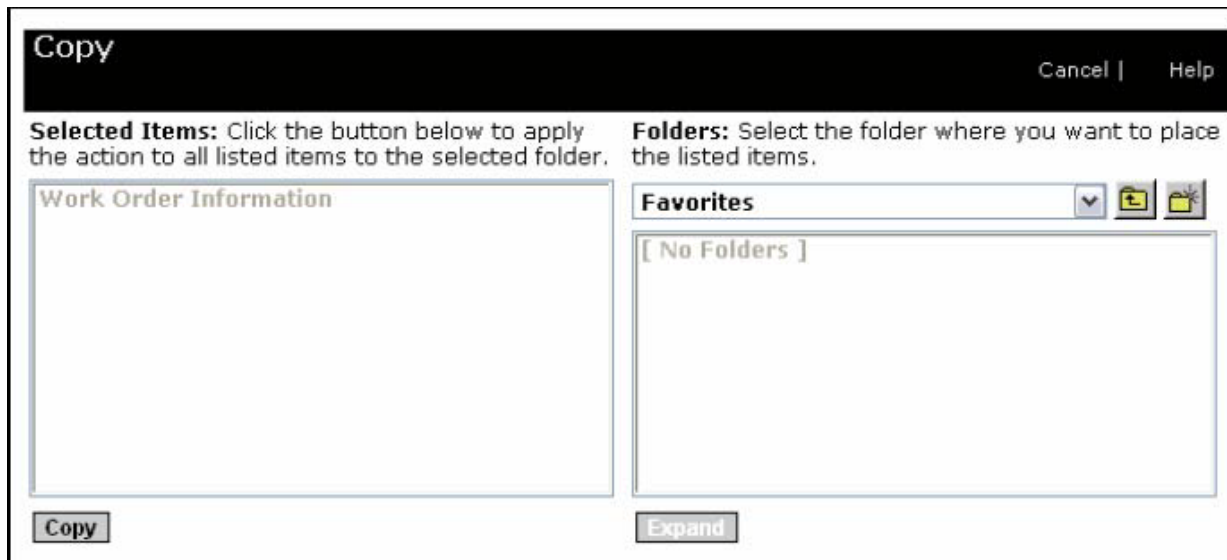 Copy
Cancel | Help
Selected Items: Click the button below to apply
the action to all listed items to the selected folder.
Work Order Information
Copy
Folders: Select the folder where you want to place
the listed items.
Favorites
[ No Folders ]
Expand